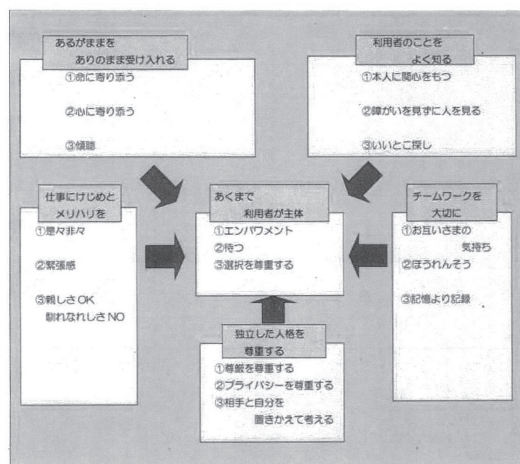 あるがままを
ありのまま受け入れる
①命に寄り添う
②心に寄り添う
③傾聴
利用者のことを
よく知る
①本人に関心をもつ
②障がいを見ずに人を見る
③いいとこ探し
仕事にけじめと
メリハリを
①是々非々
②緊張感
③親しさOK
馴れなれしさNO
あくまで
利用者が主体
①エンパワメント
②待つ
③選択を尊重する
チームワークを
大切に
①お互いさまの
気持ち
②ほうれんそう
③記憶より記録
独立した人格を
尊重する
①尊厳を尊重する
②プライバシーを尊重する
③相手と自分を
置きかえて考える